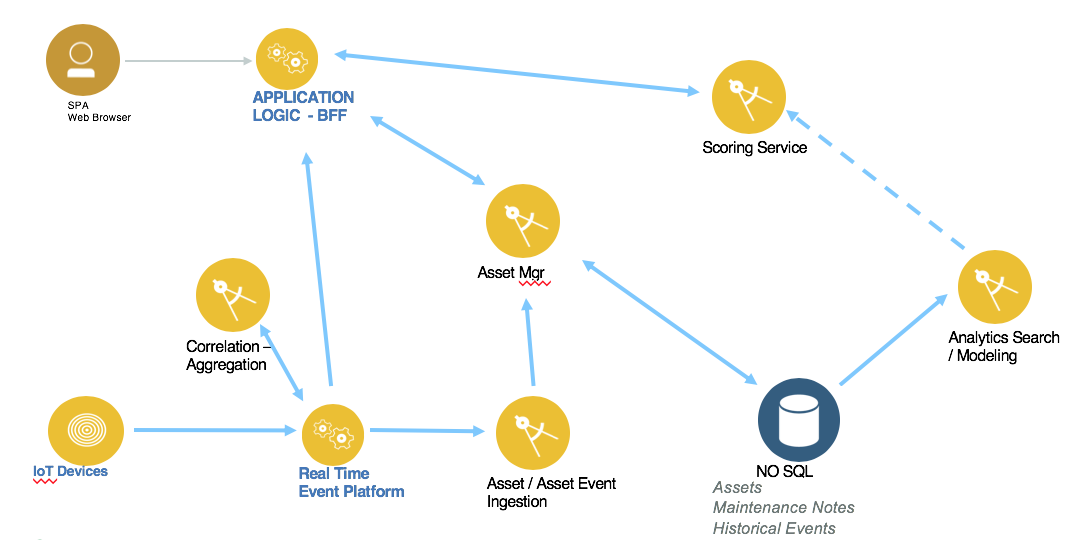 SPA
Web Browser
APPLICATION
LOGIC - BFF
Scoring Service
Asset Mgr
Correlation –
Aggregation
Analytics Search
/ Modeling
IoT Devices
Real Time
Event Platform
Asset / Asset Event
Ingestion
NO SQL
Assets
Maintenance Notes
Historical Events